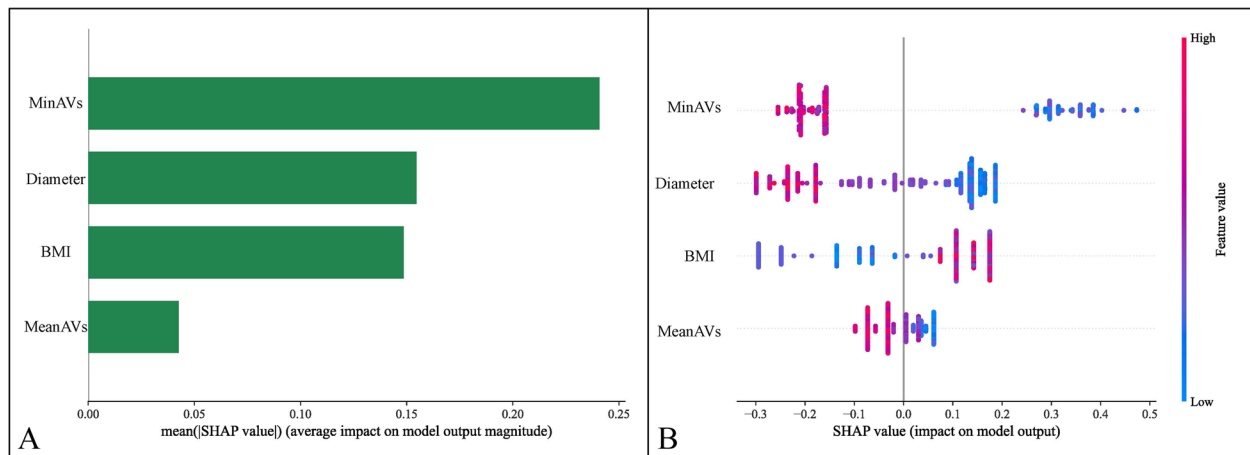 MinAVs
Diameter
BMI
MeanAVs
0.00 0.05 0.10 0.15 0.20 0.25
mean(|SHAP value|) (average impact on model output magnitude)
A
High
MinAVs
Diameter
BMI
MeanAVs
Feature value
Low
−0.3 −0.2 −0.1 0.0 0.1 0.2 0.3 0.4 0.5
SHAP value (impact on model output)
B